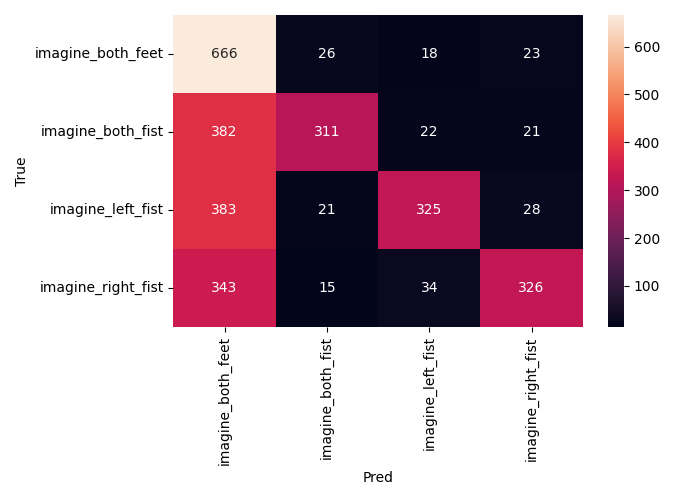 imagine_both_feet 666 26 18 23
imagine_both_fist 382 311 22 21
imagine_left_fist 383 21 325 28
imagine_right_fist 343 15 34 326
True
imagine_both_feet
imagine_both_fist
imagine_left_fist
imagine_right_fist
Pred
600
500
400
300
200
100